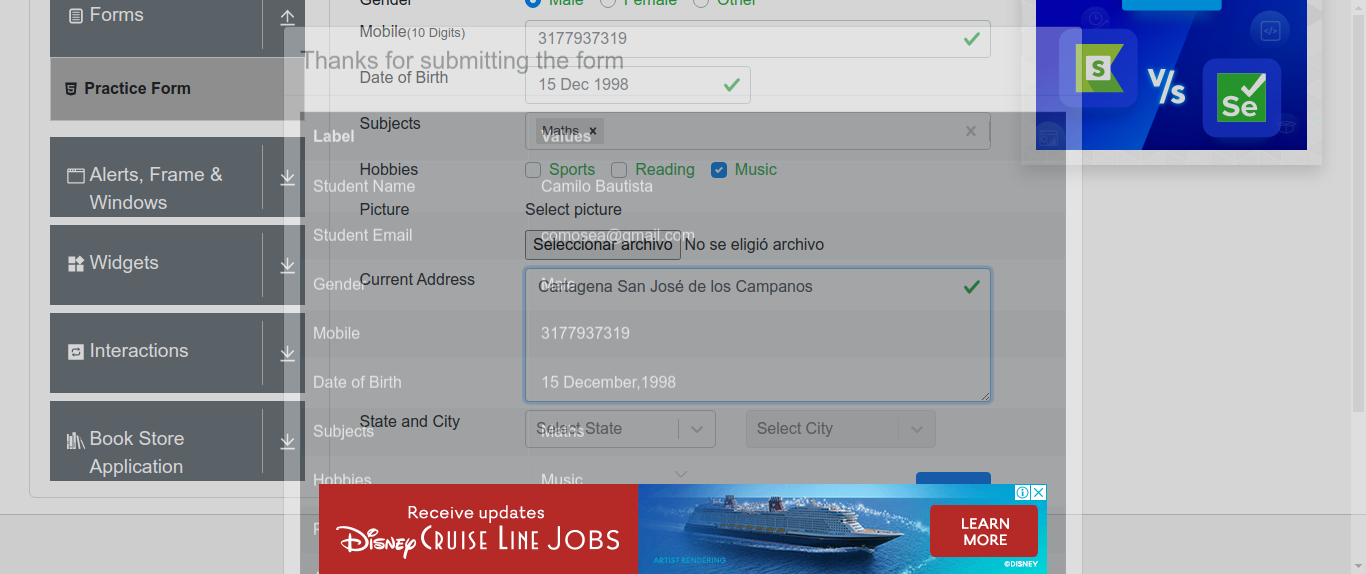 Forms
Practice Form
Alerts, Frame & Windows
Widgets
Interactions
Book Store Application
Gender Male Female Other
Mobile(10 Digits) 3177937319
Thanks for submitting the form
Date of Birth 15 Dec 1998
Subjects Maths ×
Label Values
Hobbies Sports Reading Music
Student Name Camilo Bautista
Picture Select picture
Student Email comosea@gmail.com
Seleccionar archivo No se eligió archivo
Current Address Cartagena San José de los Campanos
Gender Male
Mobile 3177937319
Date of Birth 15 December,1998
State and City Select State Select City
Subjects Maths
Hobbies Music
Receive updates
Disney CRUISE LINE JOBS
ARTIST RENDERING
LEARN MORE
©DISNEY
S
V/s
Se